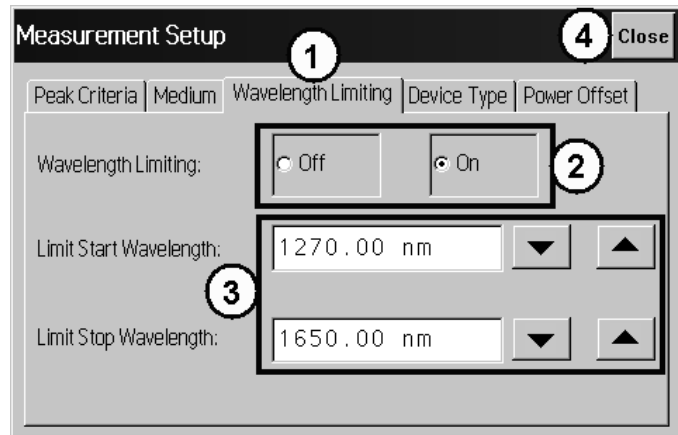 Measurement Setup
1
4
Close
Peak Criteria
Medium
Wavelength Limiting
Device Type
Power Offset
Wavelength Limiting:
Off
On
2
Limit Start Wavelength:
1270.00 nm
3
Limit Stop Wavelength:
1650.00 nm